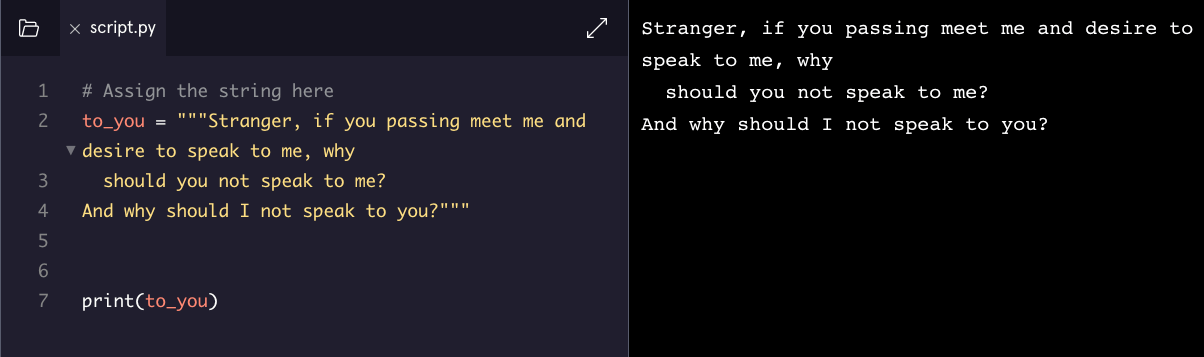 script.py
1 # Assign the string here
2 to_you = """Stranger, if you passing meet me and
desire to speak to me, why
3   should you not speak to me?
4 And why should I not speak to you?"""
5
6
7 print(to_you)
Stranger, if you passing meet me and desire to
speak to me, why
  should you not speak to me?
And why should I not speak to you?